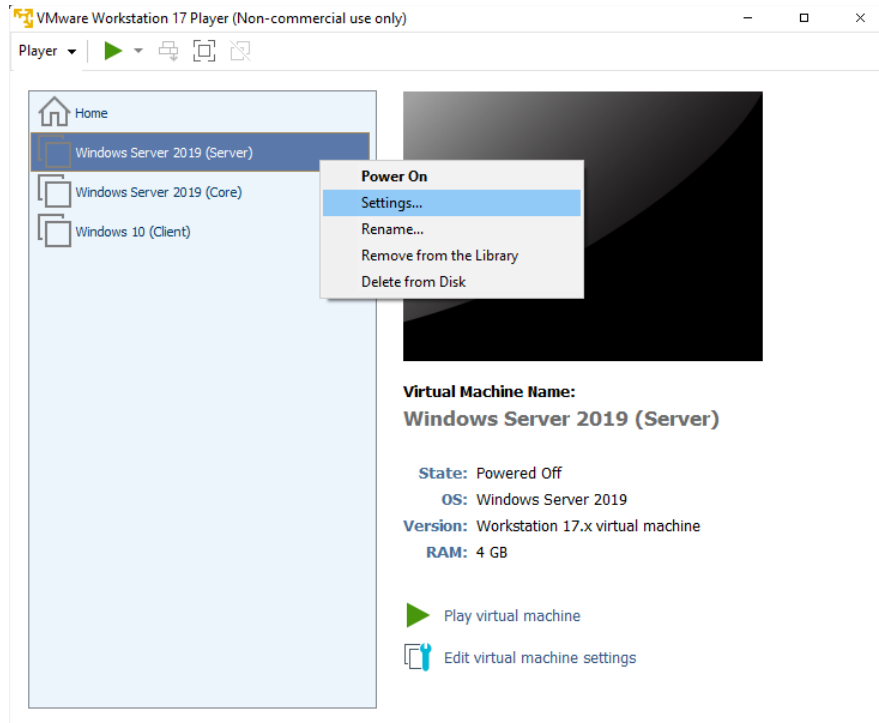 VMware Workstation 17 Player (Non-commercial use only)
Player
Home
Windows Server 2019 (Server)
Windows Server 2019 (Core)
Windows 10 (Client)
Power On
Settings...
Rename...
Remove from the Library
Delete from Disk
Virtual Machine Name:
Windows Server 2019 (Server)
State: Powered Off
OS: Windows Server 2019
Version: Workstation 17.x virtual machine
RAM: 4 GB
Play virtual machine
Edit virtual machine settings